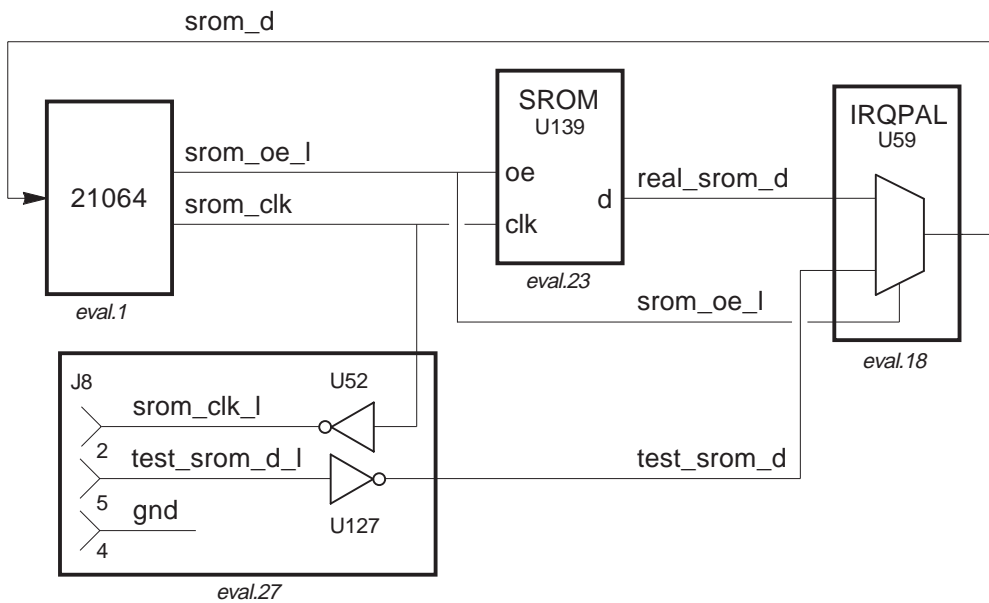 srom_d
SROM
U139
IRQPAL
U59
21064
srom_oe_l
srom_clk
oe
clk
d
real_srom_d
eval.1
eval.23
srom_oe_l
eval.18
J8
U52
srom_clk_l
2
test_srom_d_l
test_srom_d
5
gnd
U127
4
eval.27